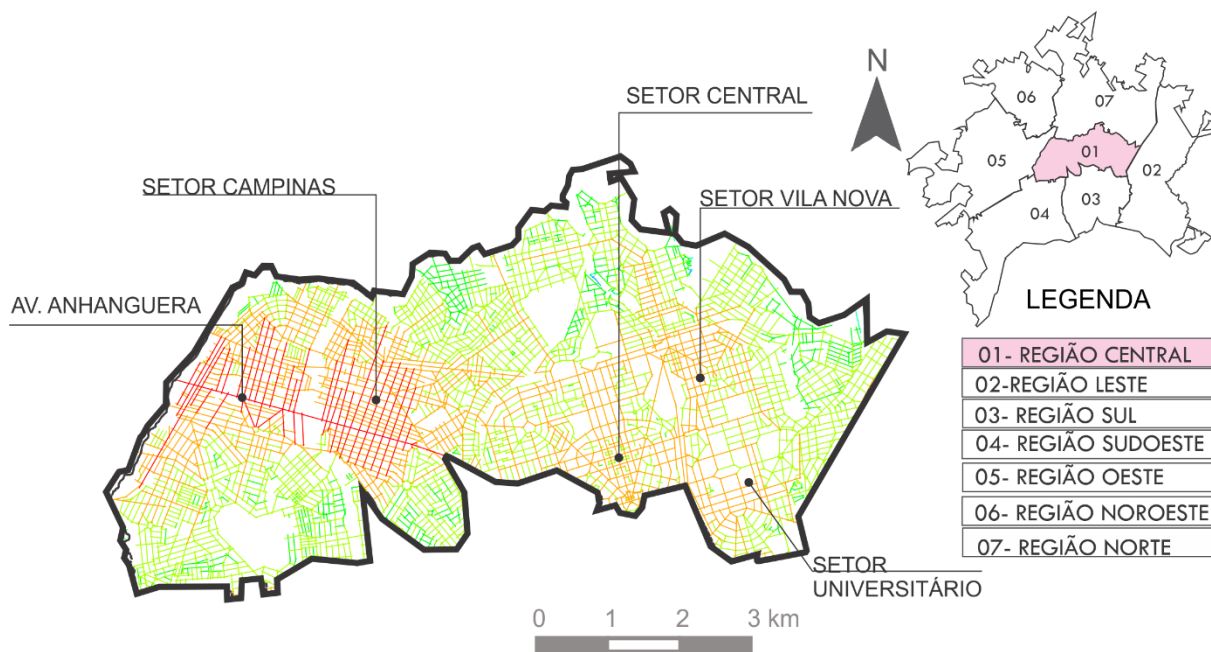 SETOR CENTRAL
N
SETOR CAMPINAS
SETOR VILA NOVA
AV. ANHANGUERA
SETOR
UNIVERSITÁRIO
0 1 2 3 km
06
07
05
01
02
03
04
LEGENDA
01- REGIÃO CENTRAL
02-REGIÃO LESTE
03- REGIÃO SUL
04- REGIÃO SUDOESTE
05- REGIÃO OESTE
06- REGIÃO NOROESTE
07- REGIÃO NORTE